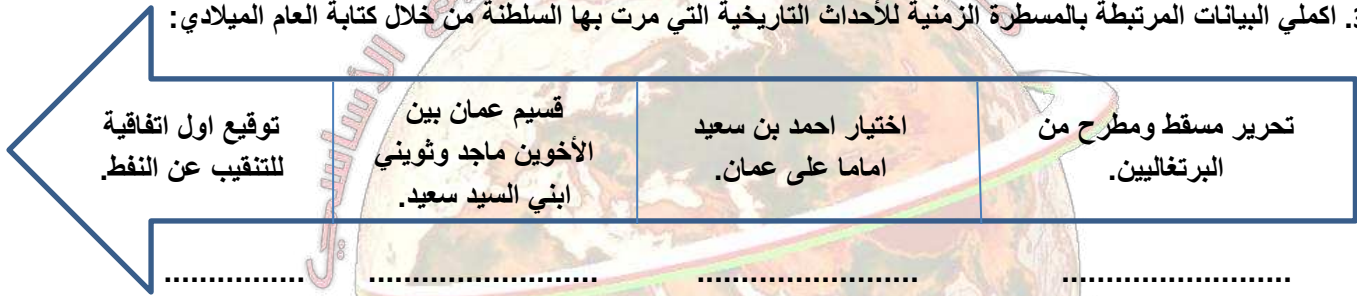 3. اكملي البيانات المرتبطة بالمسطرة الزمنية للأحداث التاريخية التي مرت بها السلطنة من خلال كتابة العام الميلادي:
تحرير مسقط ومطرح من
البرتغاليين.
اختيار احمد بن سعيد
اماما على عمان.
قسيم عمان بين
الأخوين ماجد وثويني
ابني السيد سعيد.
توقيع اول اتفاقية
للتنقيب عن النفط.
.......................... ......................... .......................... ................